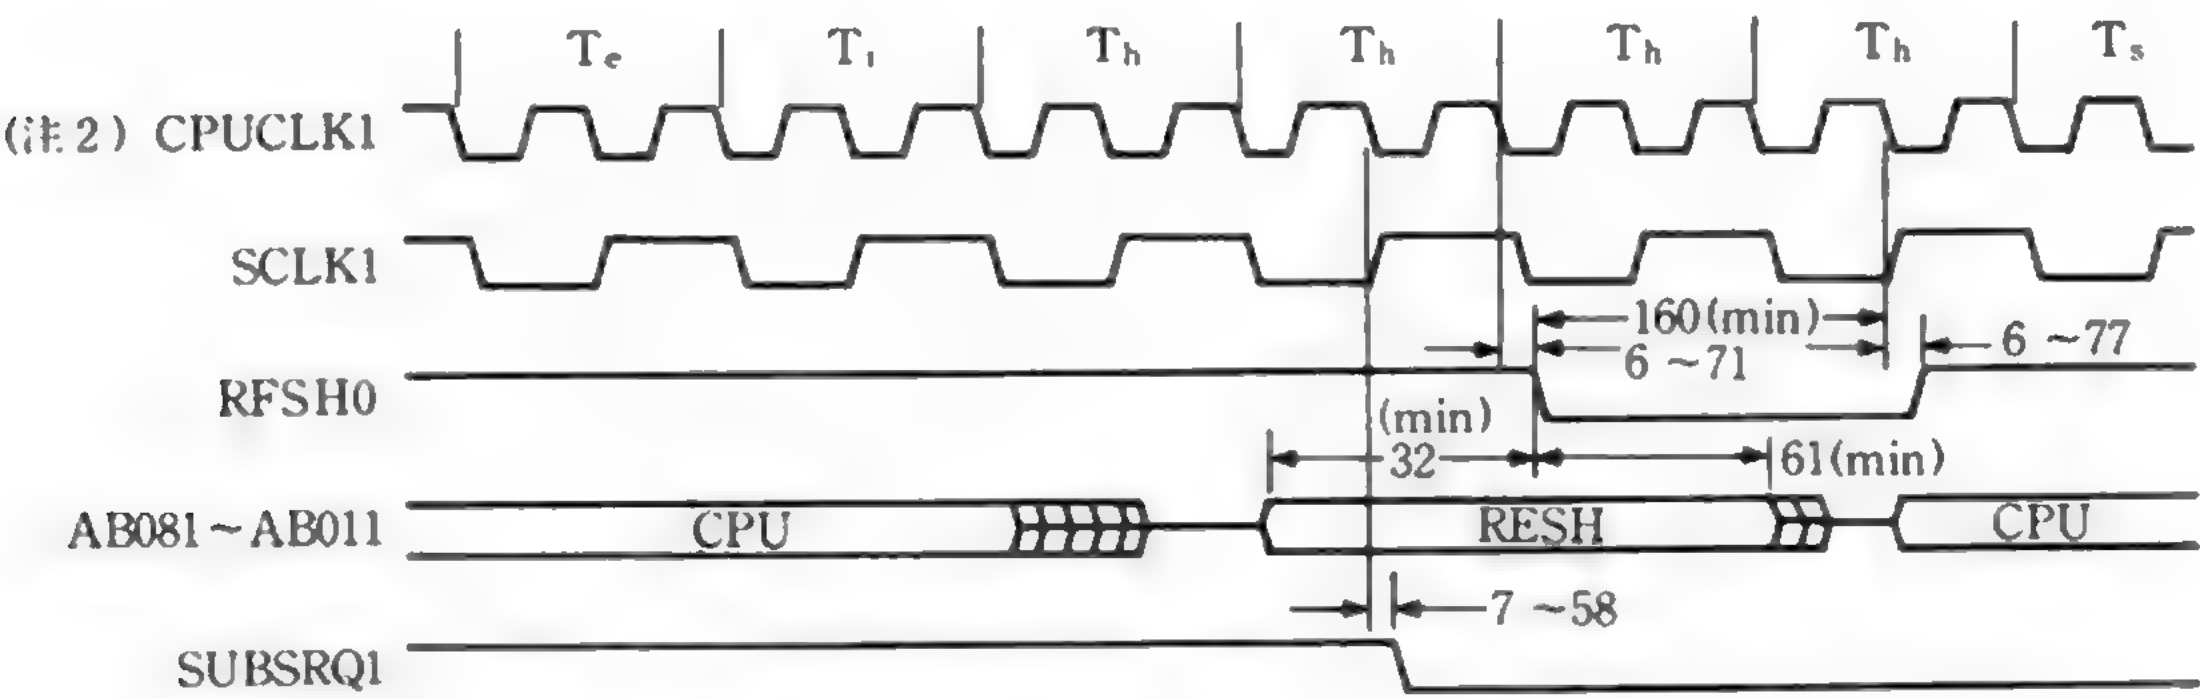 Te Ti Th Th Th Th Ts
(注2) CPUCLK1
SCLK1
160(min)
6 ~71
6 ~77
RFSH0
(min)
32
61(min)
AB081~AB011
CPU
RESH
CPU
7 ~58
SUBSRQ1